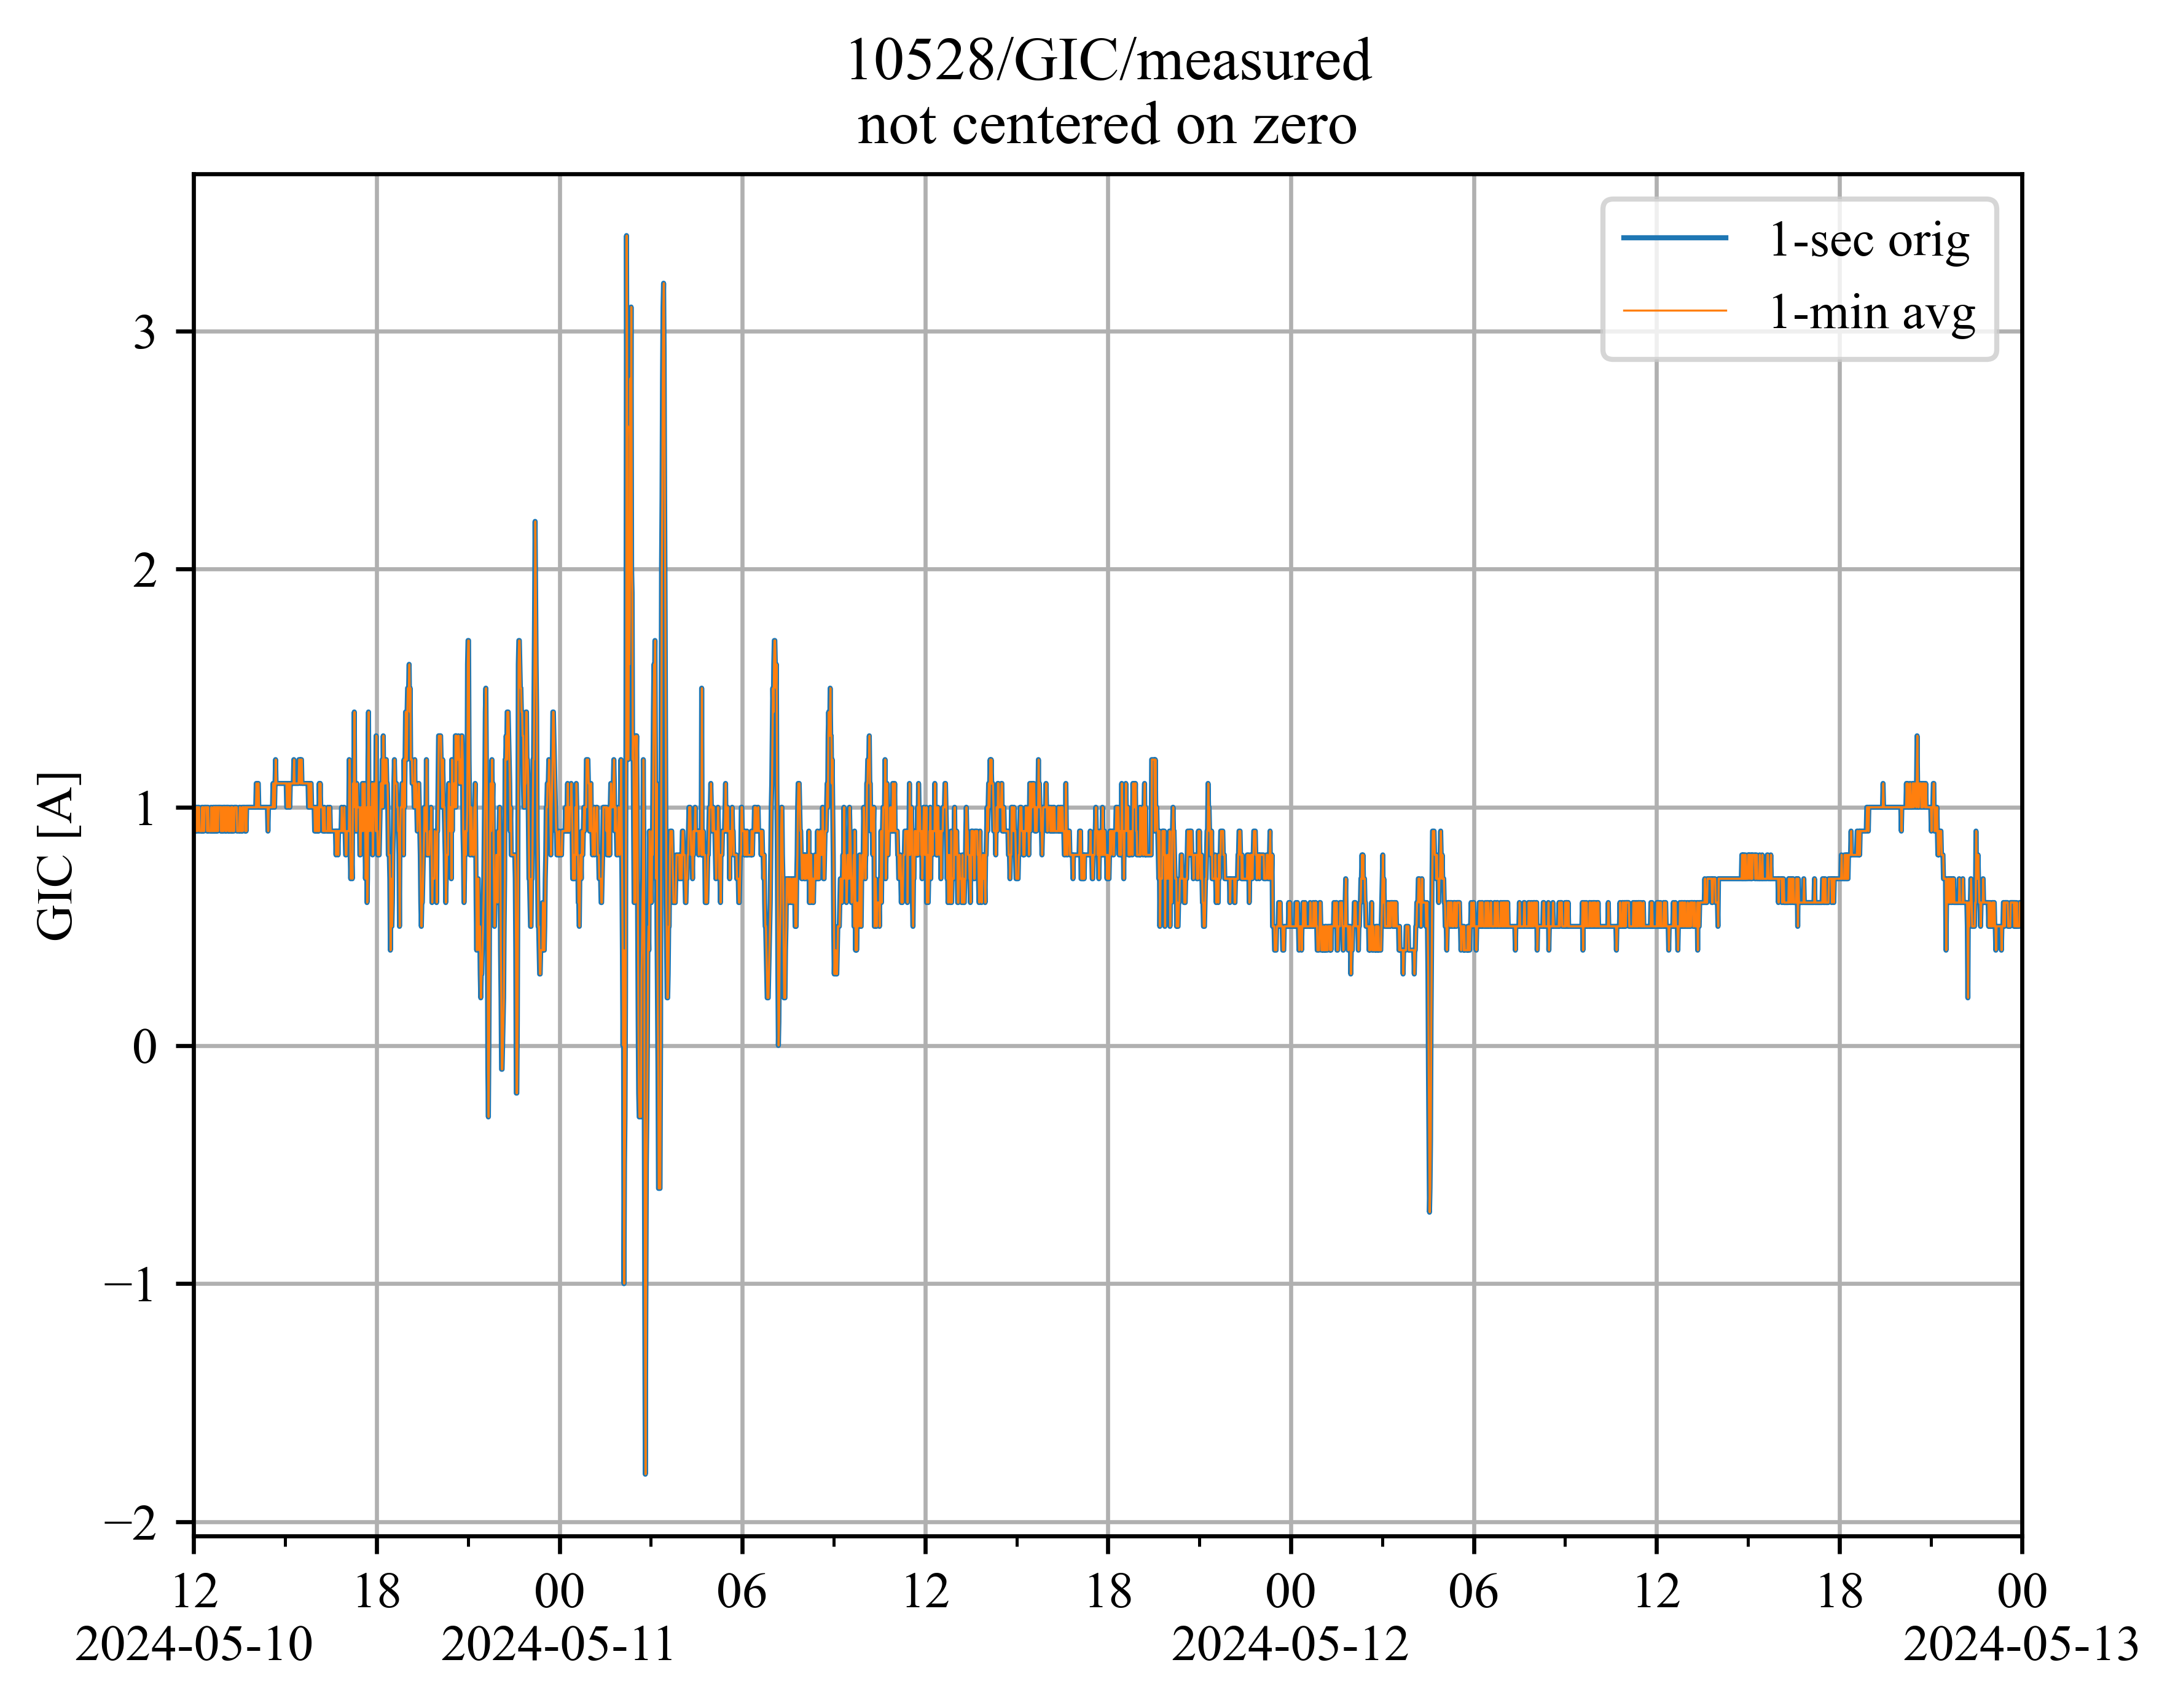 10528/GIC/measured
not centered on zero
1-sec orig
1-min avg
GIC [A]
3
2
1
0
−1
−2
12 18 00 06 12 18 00 06 12 18 00
2024-05-10 2024-05-11 2024-05-12 2024-05-13